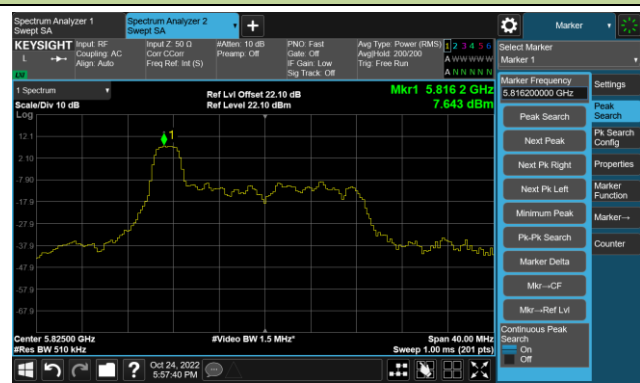 Spectrum Analyzer 1
Swept SA
Spectrum Analyzer 2
Swept SA
+
Marker
KEYSIGHT
L
LW
Input: RF
Coupling: AC
Align: Auto
Input Z: 50 Ω
Corr CCorr
Freq Ref: Int (S)
#Atten: 10 dB
Preamp: Off
PNO: Fast
Gate: Off
IF Gain: Low
Sig Track: Off
Avg Type: Power (RMS)
Avg|Hold: 200/200
Trig: Free Run
1 2 3 4 5 6
A W W W W W
A N N N N N
Select Marker
Marker 1
1 Spectrum
Scale/Div 10 dB
Log
Ref Lvl Offset 22.10 dB
Ref Level 22.10 dBm
Mkr1 5.816 2 GHz
7.643 dBm
1
12.1
2.10
-7.90
-17.9
-27.9
-37.9
-47.9
-57.9
-67.9
Center 5.82500 GHz
#Res BW 510 kHz
#Video BW 1.5 MHz*
Span 40.00 MHz
Sweep 1.00 ms (201 pts)
Marker Frequency
5.816200000 GHz
Peak Search
Next Peak
Next Pk Right
Next Pk Left
Minimum Peak
Pk-Pk Search
Marker Delta
Mkr→CF
Mkr→Ref Lvl
Continuous Peak
Search
On
Off
Settings
Peak
Search
Pk Search
Config
Properties
Marker
Function
Marker→
Counter
?
Oct 24, 2022
5:57:40 PM